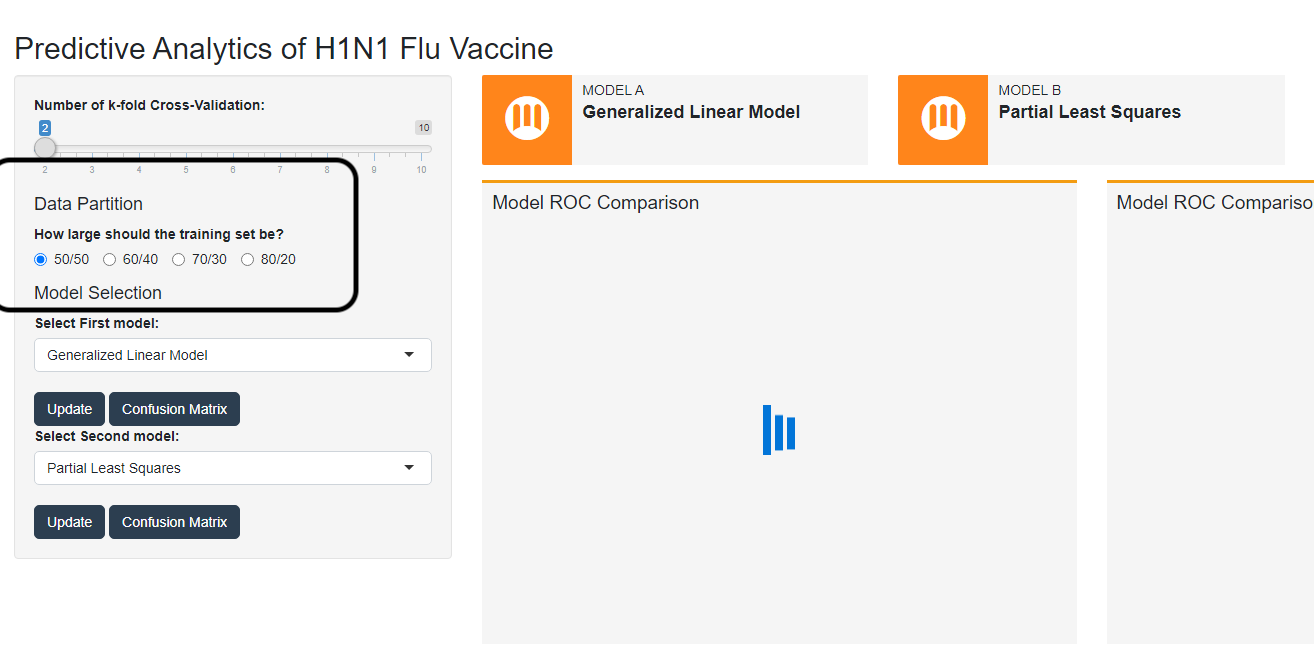 Predictive Analytics of H1N1 Flu Vaccine
Number of k-fold Cross-Validation:
2 10
2 3 4 5 6 7 8 9 10
Data Partition
How large should the training set be?
50/50 60/40 70/30 80/20
Model Selection
Select First model:
Generalized Linear Model
Update Confusion Matrix
Select Second model:
Partial Least Squares
Update Confusion Matrix
MODEL A
Generalized Linear Model
MODEL B
Partial Least Squares
Model ROC Comparison
Model ROC Compariso